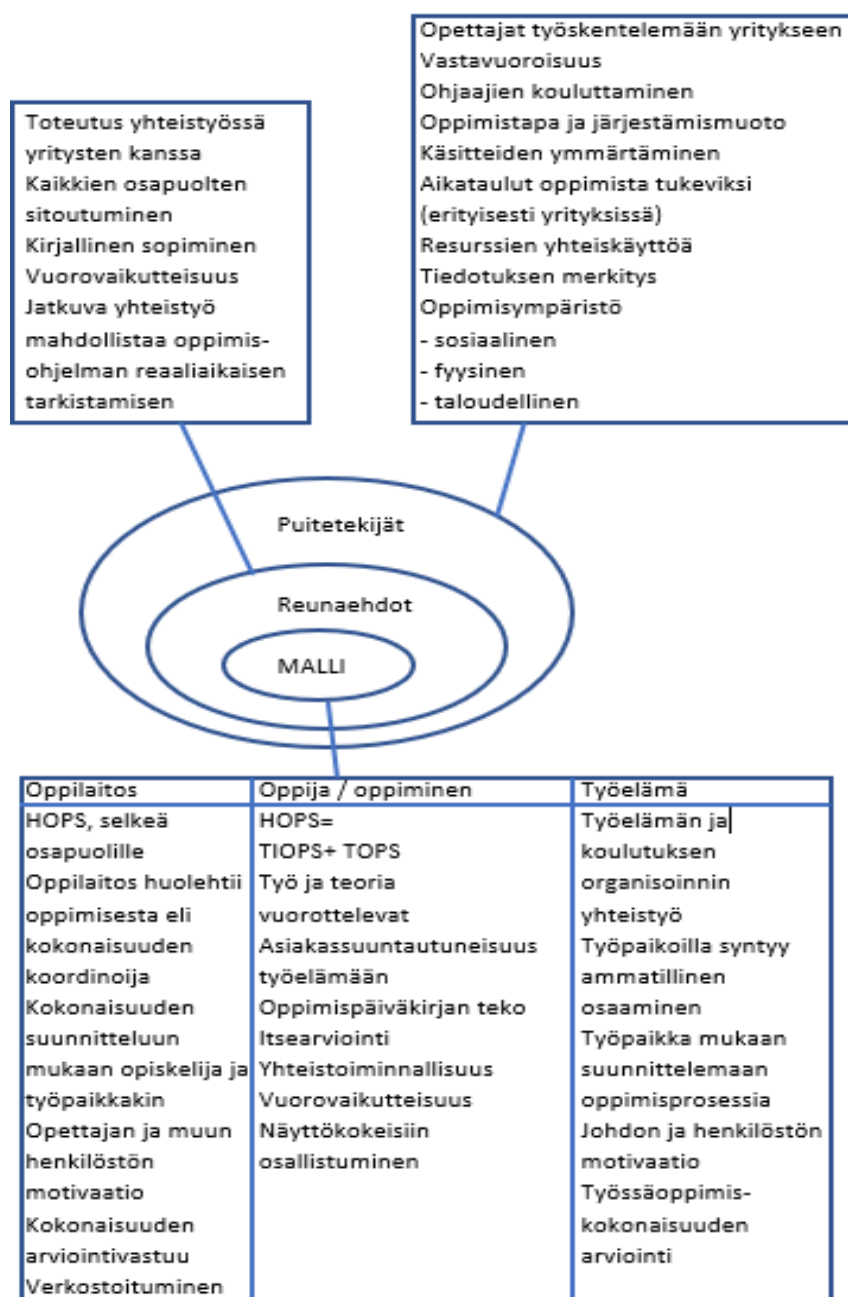 Toteutus yhteistyössä
yritysten kanssa
Kaikkien osapuolten
sitoutuminen
Kirjallinen sopiminen
Vuorovaikutteisuus
Jatkuva yhteistyö
mahdollistaa oppimis-
ohjelman reaaliaikaisen
tarkistamisen
Opettajat työskentelemään yritykseen
Vastavuoroisuus
Ohjaajien kouluttaminen
Oppimistapa ja järjestämismuoto
Käsitteiden ymmärtäminen
Aikataulut oppimista tukeviksi
(erityisesti yrityksissä)
Resurssien yhteiskäyttöä
Tiedotuksen merkitys
Oppimisympäristö
- sosiaalinen
- fyysinen
- taloudellinen
Puitetekijät
Reunaehdot
MALLI
Oppilaitos
HOPS, selkeä
osapuolille
Oppilaitos huolehtii
oppimisesta eli
kokonaisuuden
koordinoija
Kokonaisuuden
suunnitteluun
mukaan opiskelija ja
työpaikkakin
Opettajan ja muun
henkilöstön
motivaatio
Kokonaisuuden
arviointivastuu
Verkostoituminen
Oppija / oppiminen
HOPS=
TIOPS+ TOPS
Työ ja teoria
vuorottelevat
Asiakassuuntautuneisuus
työelämään
Oppimispäiväkirjan teko
Itsearviointi
Yhteistoiminnallisuus
Vuorovaikutteisuus
Näyttökokeisiin
osallistuminen
Työelämä
Työelämän ja
koulutuksen
organisoinnin
yhteistyö
Työpaikoilla syntyy
ammatillinen
osaaminen
Työpaikka mukaan
suunnittelemaan
oppimisprosessia
Johdon ja henkilöstön
motivaatio
Työssäoppimis-
kokonaisuuden
arviointi